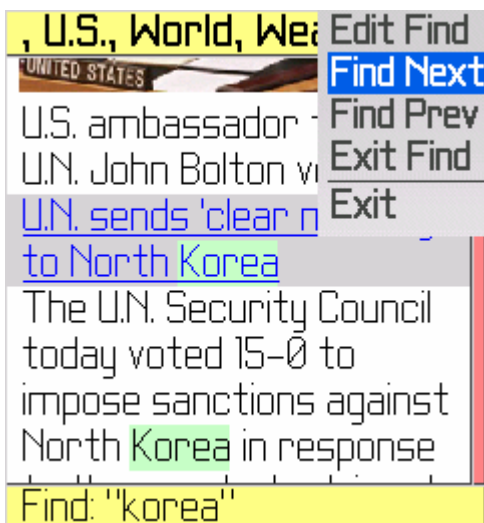 , U.S., World, Wea
Edit Find
Find Next
Find Prev
Exit Find
Exit
UNITED STATES
U.S. ambassador
U.N. John Bolton
U.N. sends 'clear
to North Korea
The U.N. Security Council
today voted 15-0 to
impose sanctions against
North Korea in response
Find: "korea"